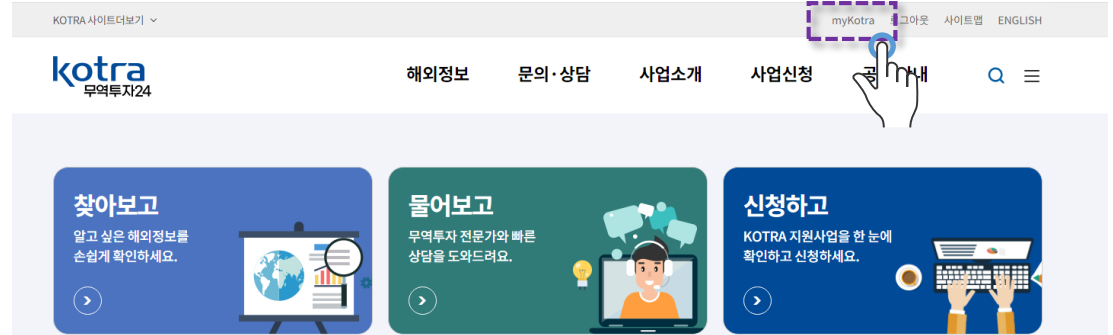 KOTRA 사이트더보기
myKotra 로그아웃 사이트맵 ENGLISH
kotra
무역투자24
해외정보 문의·상담 사업소개 사업신청
찾아보고
알고 싶은 해외정보를
손쉽게 확인하세요.
물어보고
무역투자 전문가와 빠른
상담을 도와드려요.
신청하고
KOTRA 지원사업을 한 눈에
확인하고 신청하세요.